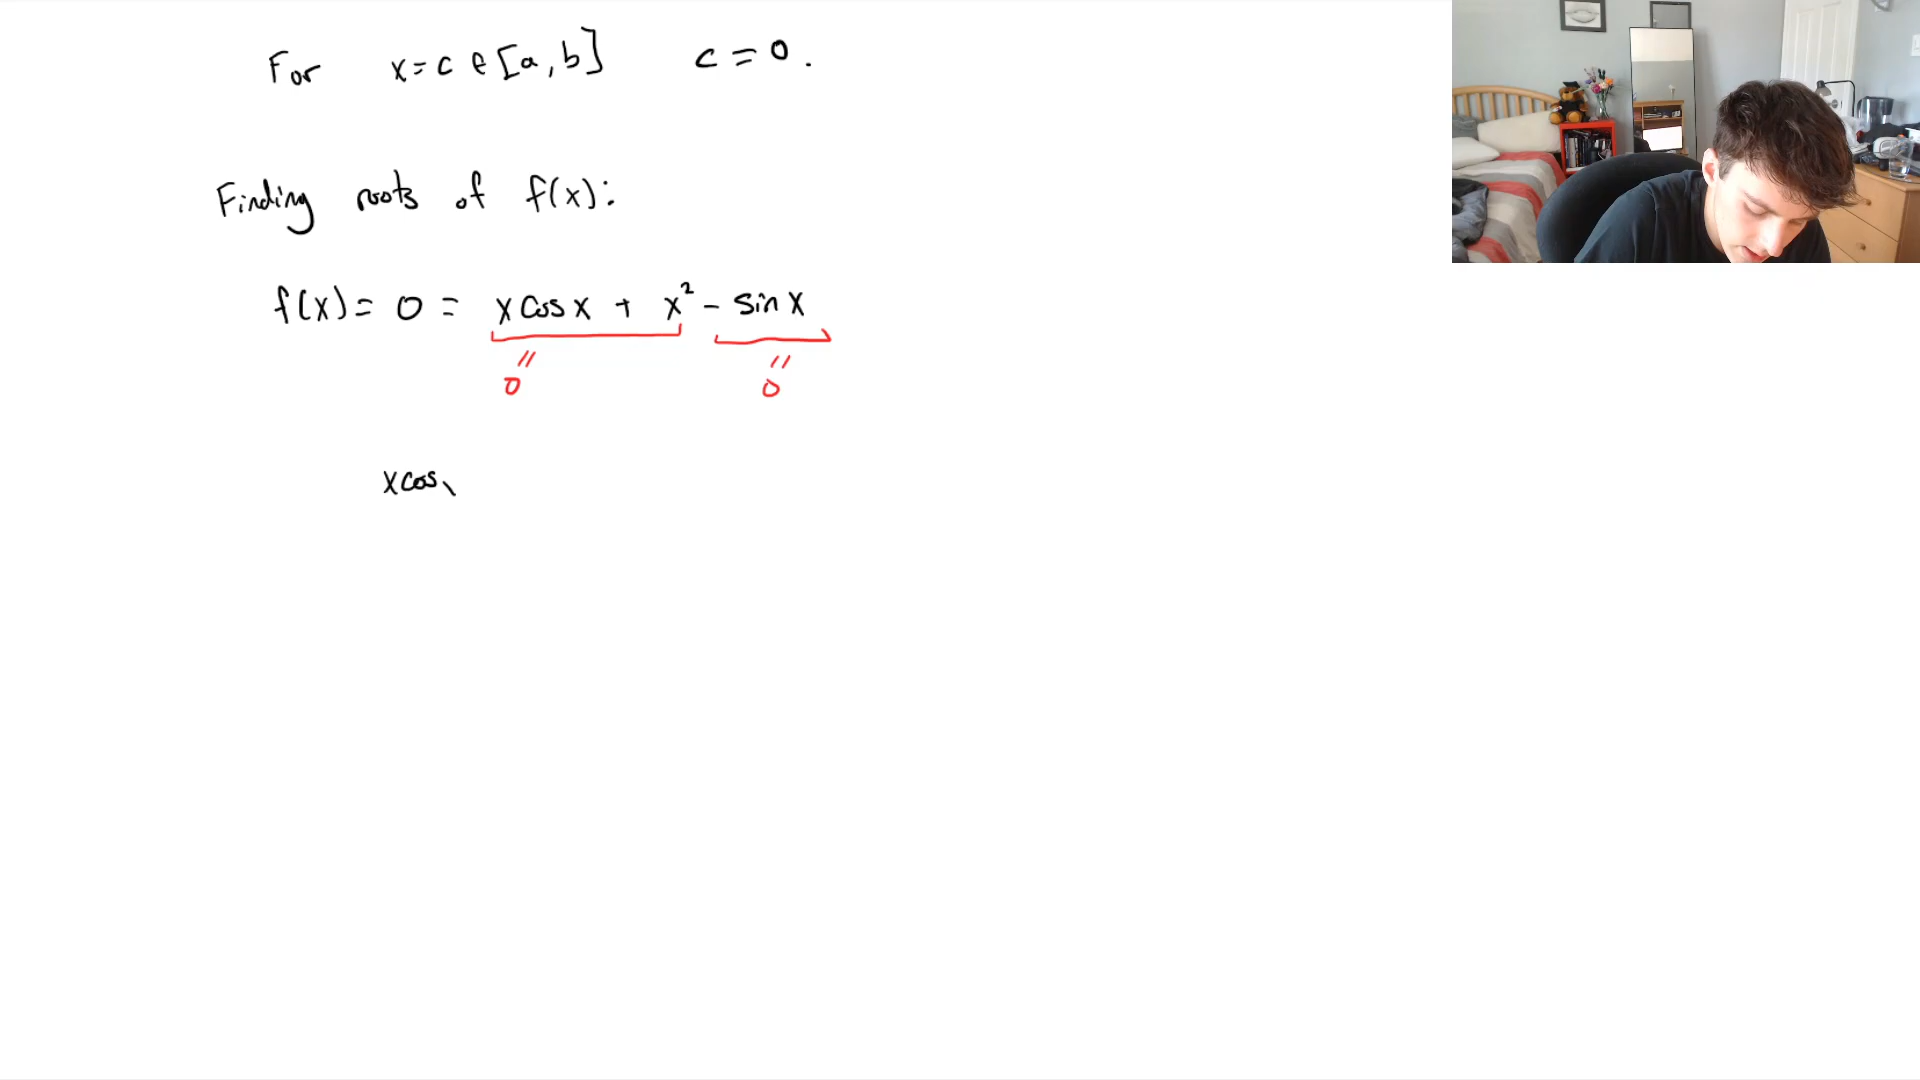 For x = c ∈ [a, b] c = 0.
Finding roots of f(x):
f(x) = 0 = x cos x + x² - sin x
" "
0 0
x cos